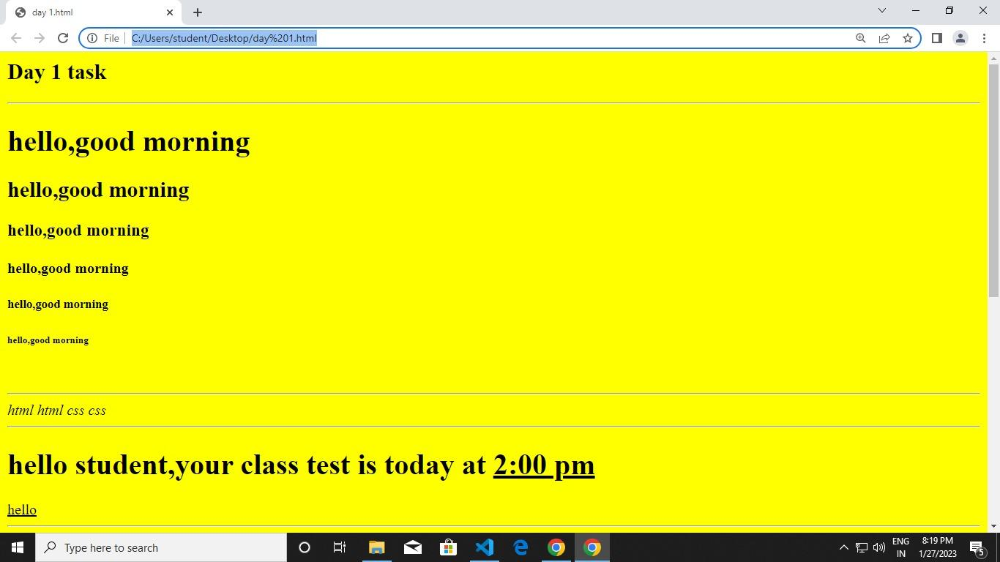 day 1.html
File
C:/Users/student/Desktop/day%201.html
Day 1 task
hello,good morning
hello,good morning
hello,good morning
hello,good morning
hello,good morning
hello,good morning
html html css css
hello student,your class test is today at 2:00 pm
hello
Type here to search
ENG
IN
8:19 PM
1/27/2023
5